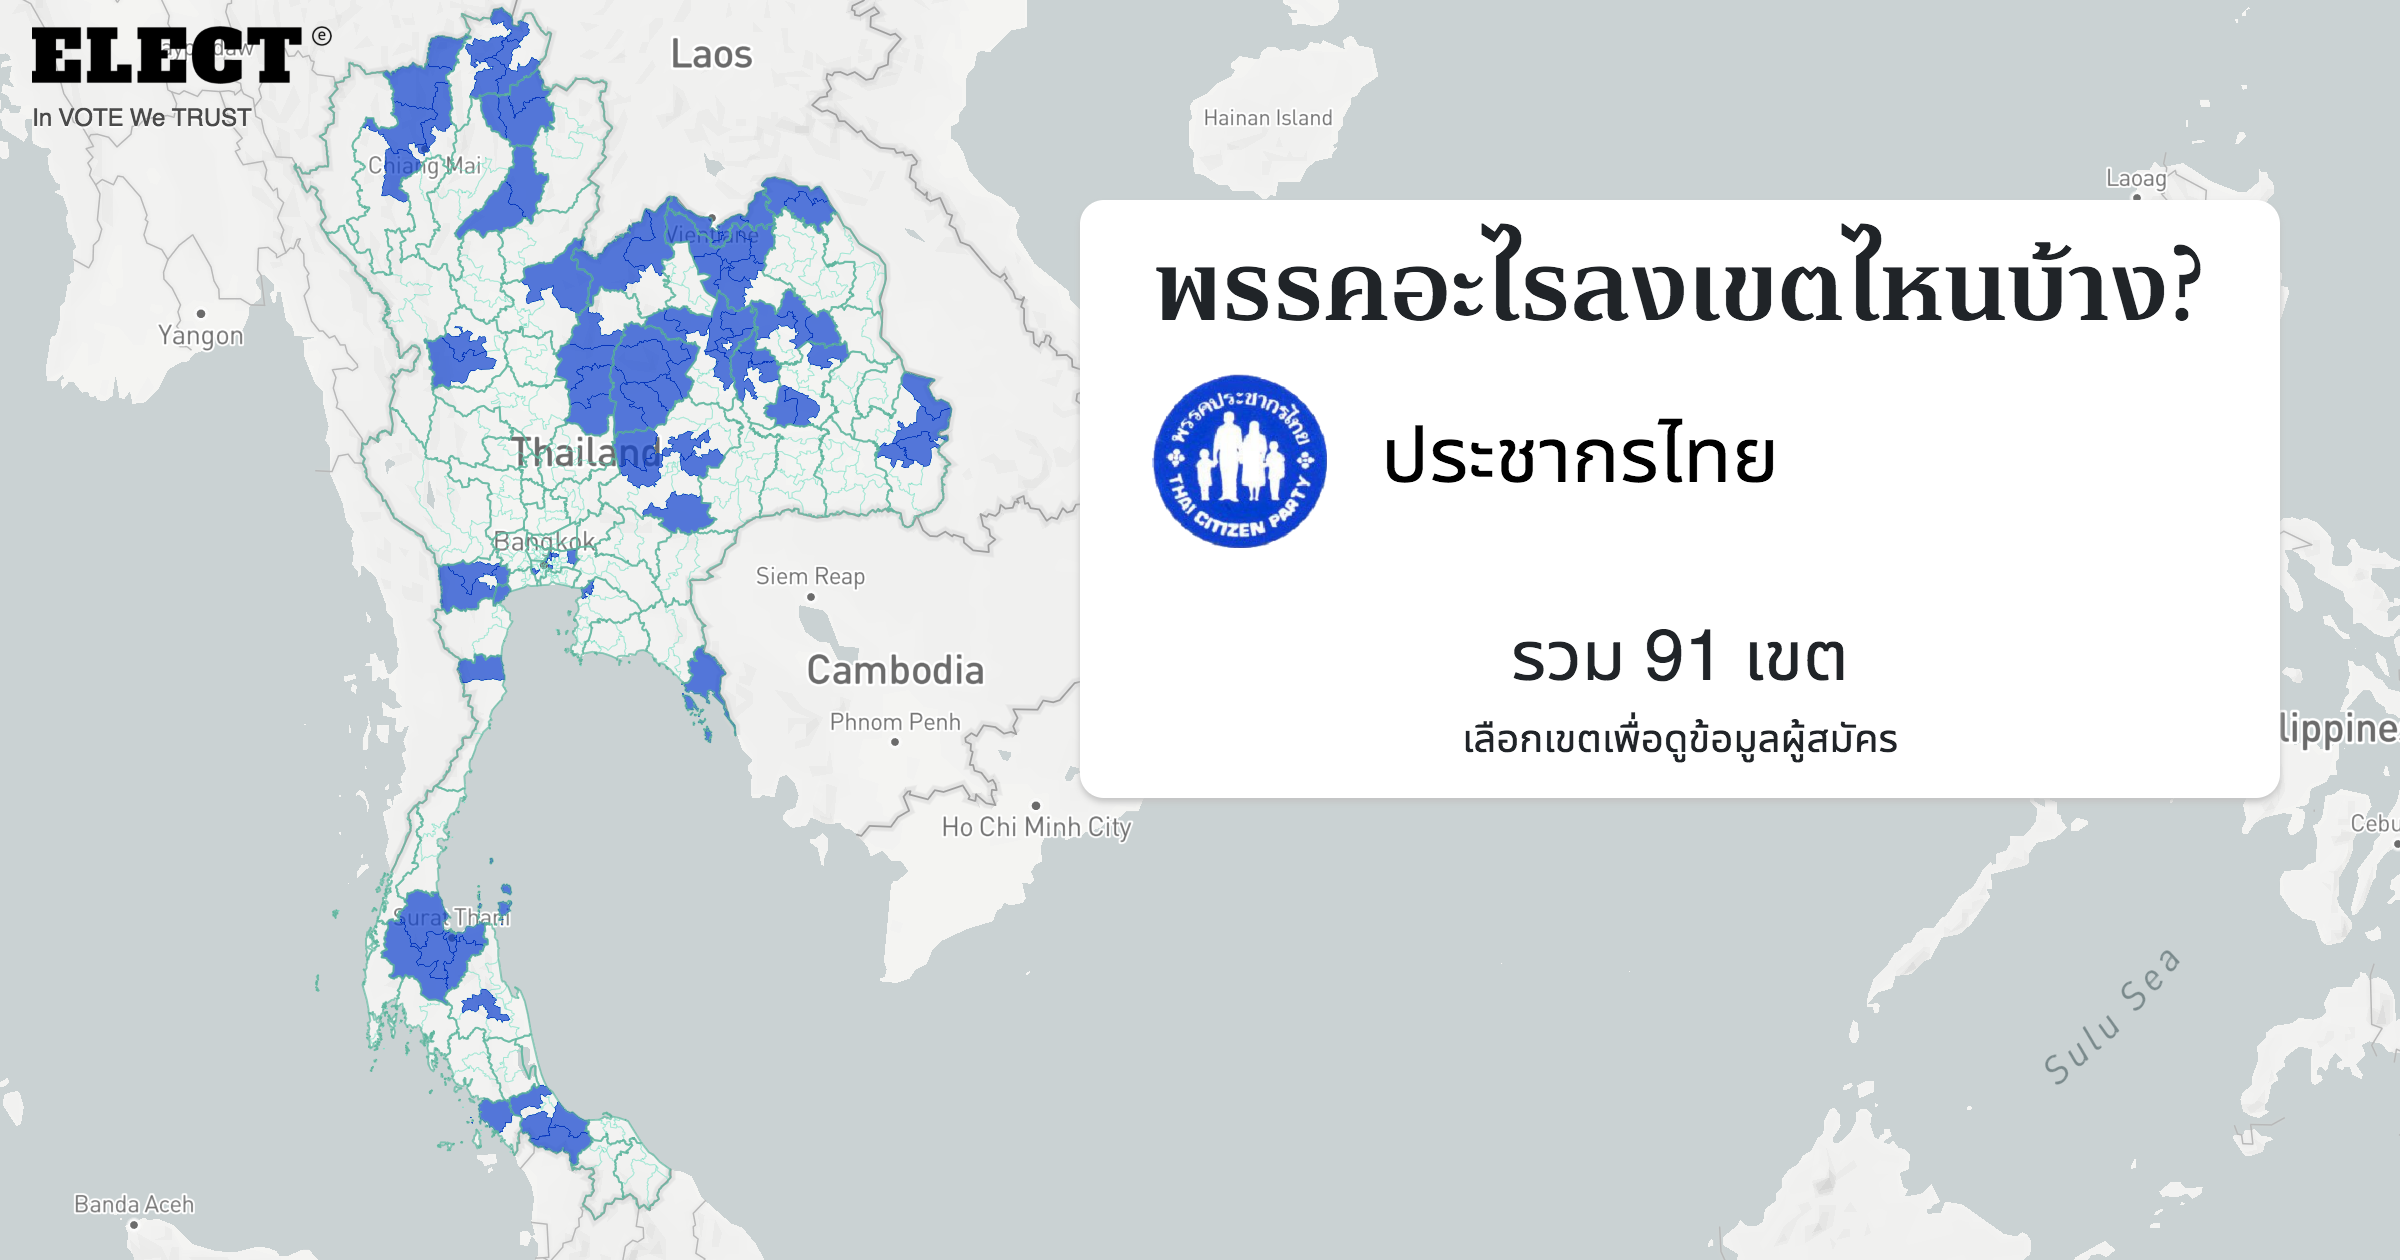 ELECT ⓔ
In VOTE We TRUST
Laos
Hainan Island
Laoag
Chiang Mai
Vientiane
Yangon
Thailand
Bangkok
Siem Reap
Cambodia
Phnom Penh
Ho Chi Minh City
Surat Thani
Banda Aceh
Sulu Sea
Cebu
lippine
พรรคอะไรลงเขตไหนบ้าง?
พรรคประชากรไทย
THAI CITIZEN PARTY
ประชากรไทย
รวม 91 เขต
เลือกเขตเพื่อดูข้อมูลผู้สมัคร